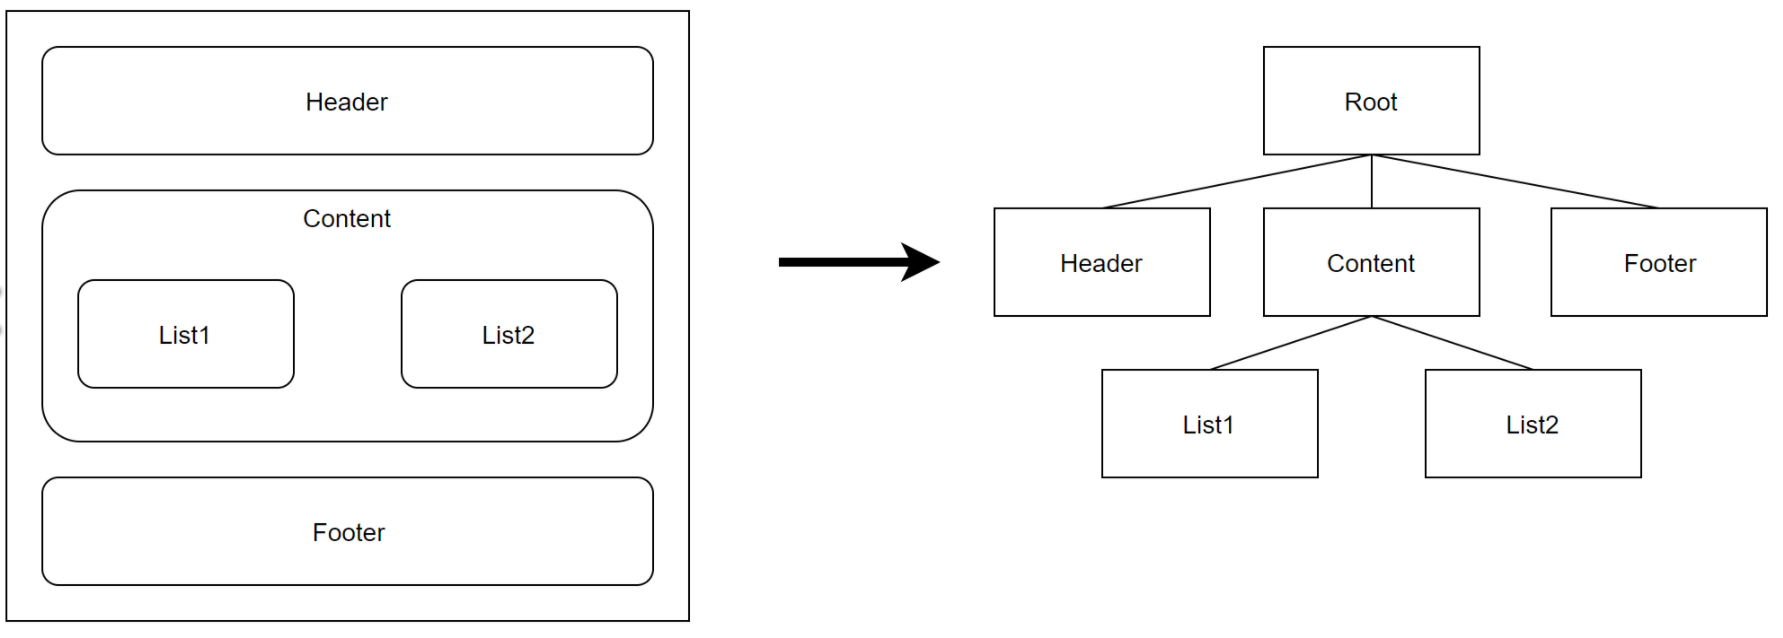 Header
Content
List1
List2
Footer
Root
Header
Content
Footer
List1
List2